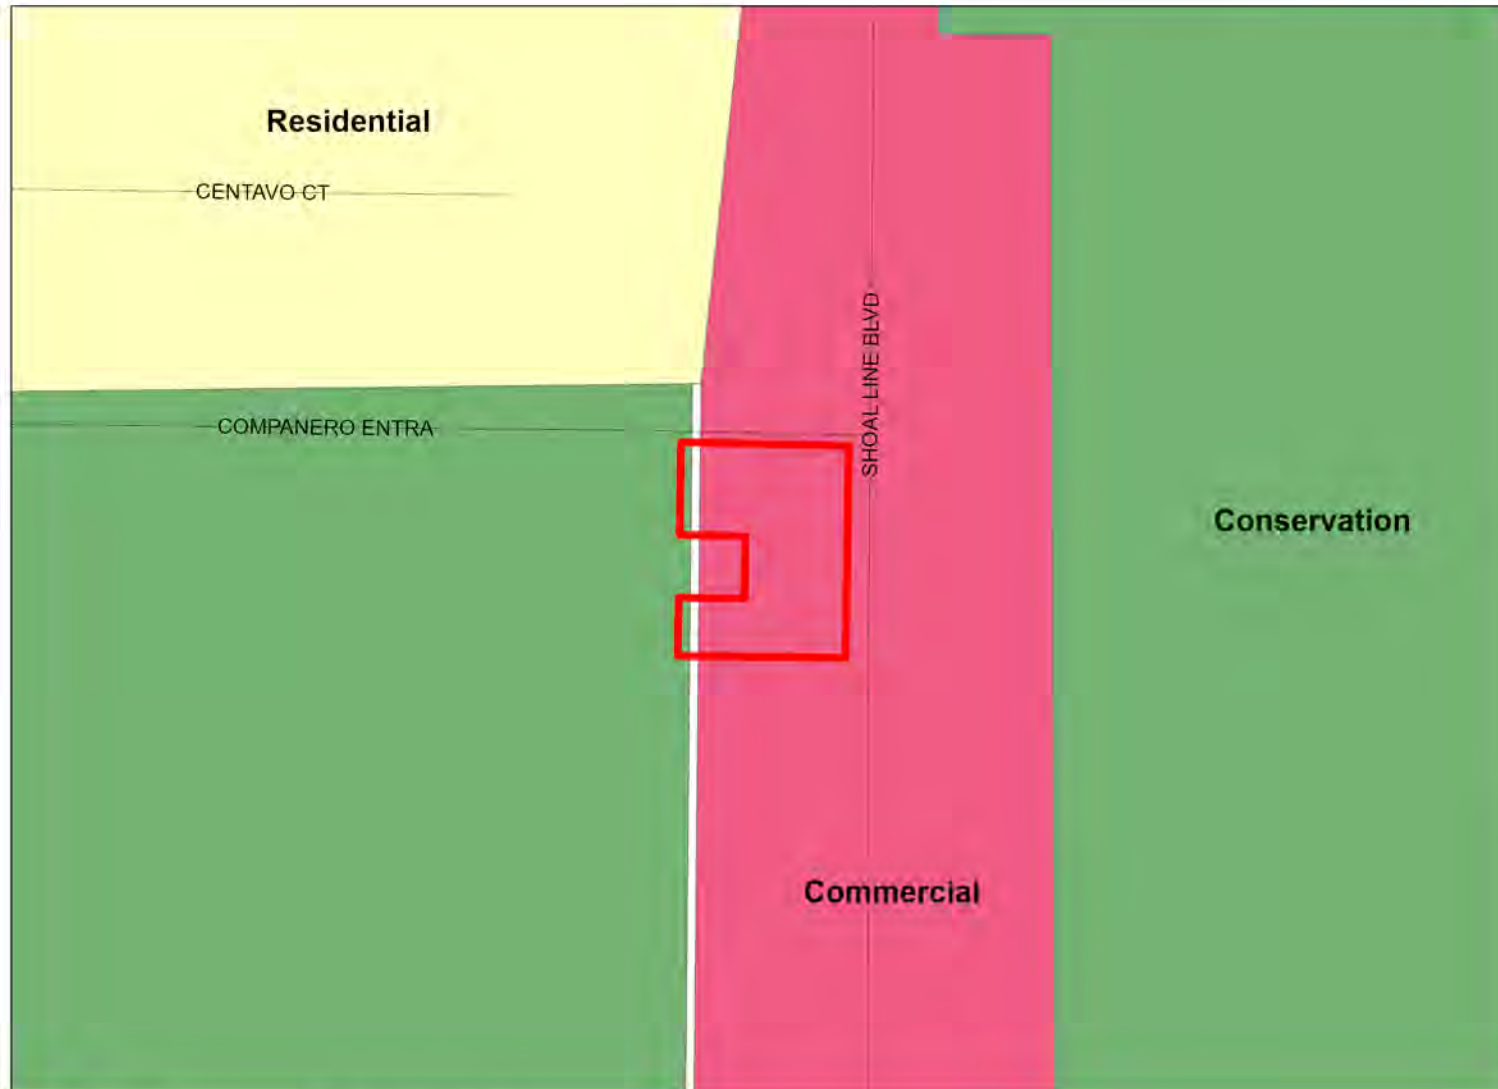 Residential
CENTAVO CT
SHOAL LINE BLVD
COMPANERO ENTRA
Conservation
Commercial